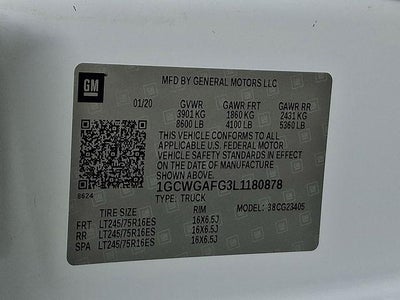 GM
MFD BY GENERAL MOTORS LLC
01/20 GVWR GAWR FRT GAWR RR
3901 KG 1860 KG 2431 KG
8600 LB 4100 LB 5360 LB
THIS VEHICLE CONFORMS TO ALL
APPLICABLE U.S. FEDERAL MOTOR
VEHICLE SAFETY STANDARDS IN EFFECT
ON THE DATE OF MANUFACTURE
SHOWN ABOVE.
1GCWGAFG3L1180878
6624 TYPE: TRUCK
TIRE SIZE RIM MODEL: 38CG23405
FRT LT245/75R16ES 16X6.5J
RR LT245/75R16ES 16X6.5J
SPA LT245/75R16ES 16X6.5J